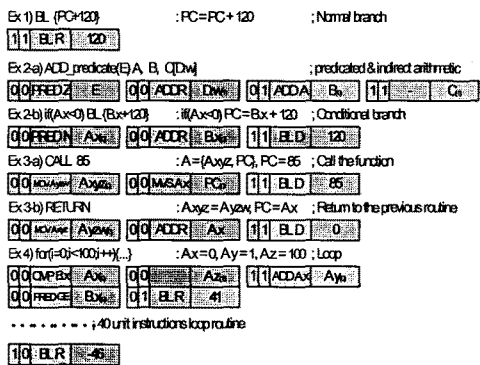 Ex 1) BL {PC+120} : PC = PC + 120 ; Normal branch
1 1 BLR 120
Ex 2-a) ADD_predicate{E} A, B, C[Dw] ; predicated & indirect arithmetic
0 0 PREDZ E 0 0 ADDR Dw 0 1 ADDA B 1 1 - C
Ex 2-b) if(Ax<0) BL{Bx+120} : if(Ax<0) PC = Bx + 120 ; Conditional branch
0 0 PREDN Ax 0 0 ADDR Bx 1 1 BLD 120
Ex 3-a) CALL 85 : A = {Axyz, PC}, PC = 85 ; Call the function
0 0 Axyz 0 0 PC 1 1 BLD 85
Ex 3-b) RETURN : Axyz = Ayzw, PC = Ax ; Return to the previous routine
0 0 Ayzw 0 0 ADDR Ax 1 1 BLD 0
Ex 4) for(i=0;i<100;i++){...} : Ax = 0, Ay = 1, Az = 100 ; Loop
0 0 CMPBx Ax 0 0 Az 1 1 ADDAx Ay
0 0 PREDGE Bx 0 1 BLR 41
; 40 unit instructions loop routine
1 0 BLR -46